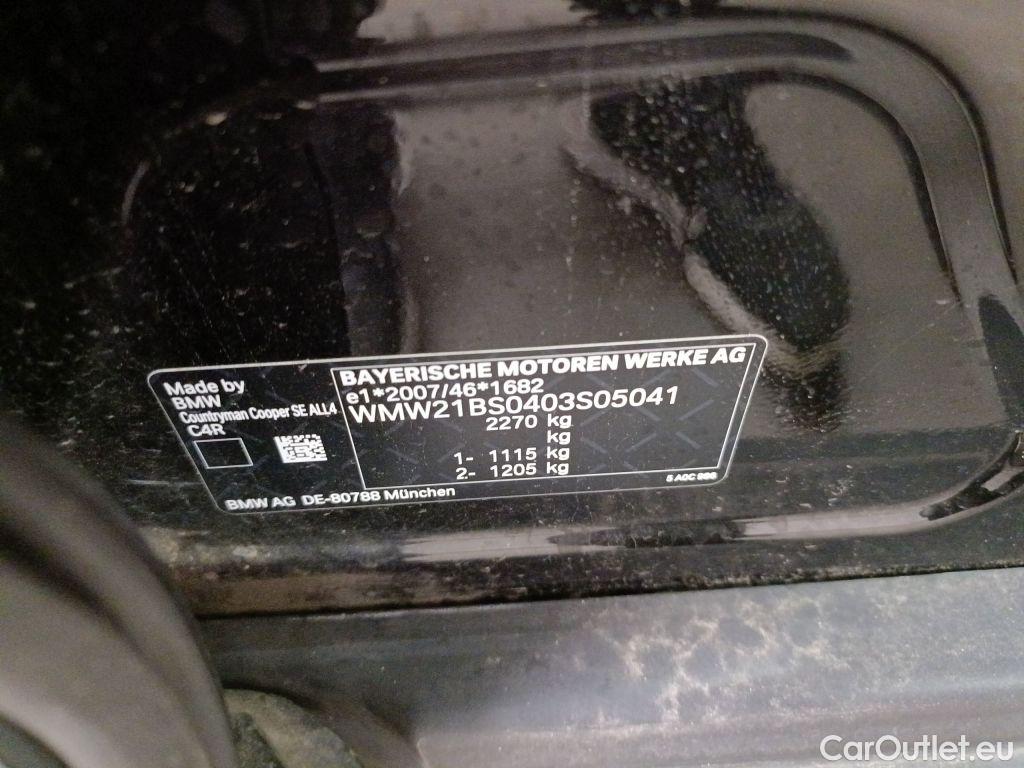 Made by
BMW
Countryman Cooper SE ALL4
C4R
BMW AG DE-80788 München
BAYERISCHE MOTOREN WERKE AG
e1*2007/46*1682
WMW21BS0403S05041
2270 kg
kg
1- 1115 kg
2.- 1205 kg
CarOutlet.eu